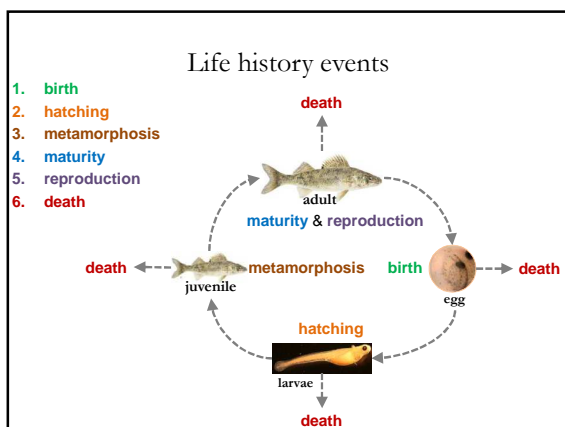 Life history events
1. birth
2. hatching
3. metamorphosis
4. maturity
5. reproduction
6. death
death
adult
maturity & reproduction
death
juvenile
metamorphosis
birth
egg
death
hatching
larvae
death